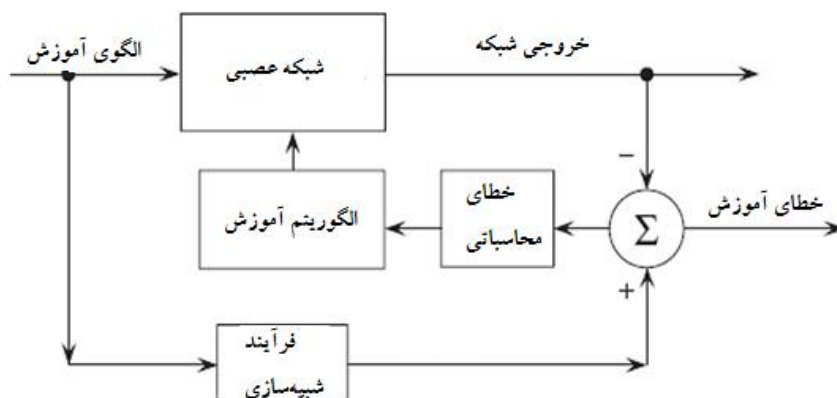 الگوی آموزش
شبکه عصبی
خروجی شبکه
−
الگوریتم آموزش
خطای
محاسباتی
Σ
خطای آموزش
+
فرآیند
شبیه‌سازی